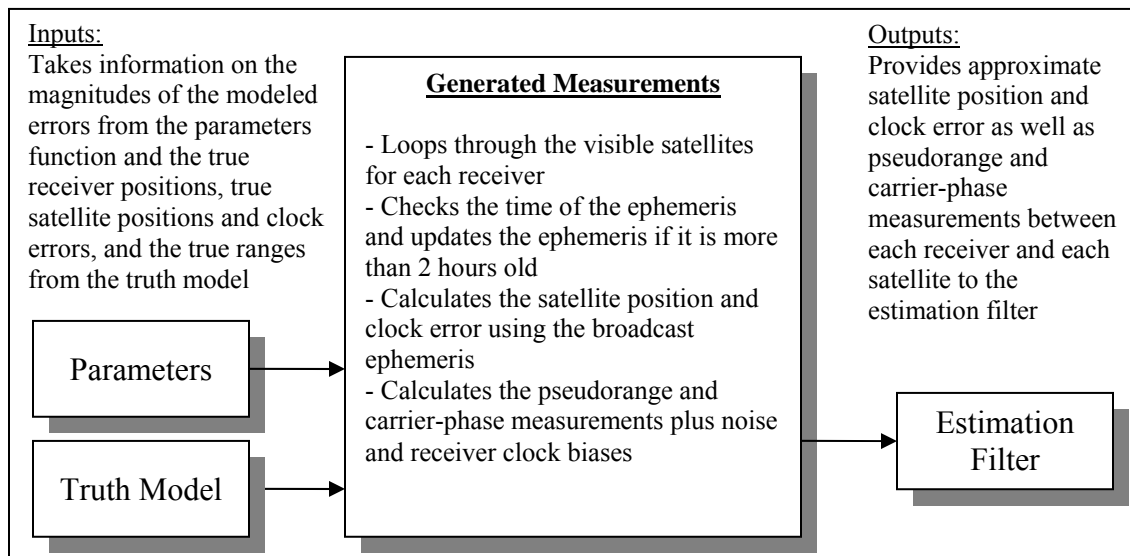 Inputs:
Takes information on the
magnitudes of the modeled
errors from the parameters
function and the true
receiver positions, true
satellite positions and clock
errors, and the true ranges
from the truth model
Parameters
Truth Model
Generated Measurements
- Loops through the visible satellites
for each receiver
- Checks the time of the ephemeris
and updates the ephemeris if it is more
than 2 hours old
- Calculates the satellite position and
clock error using the broadcast
ephemeris
- Calculates the pseudorange and
carrier-phase measurements plus noise
and receiver clock biases
Outputs:
Provides approximate
satellite position and
clock error as well as
pseudorange and
carrier-phase
measurements between
each receiver and each
satellite to the
estimation filter
Estimation
Filter